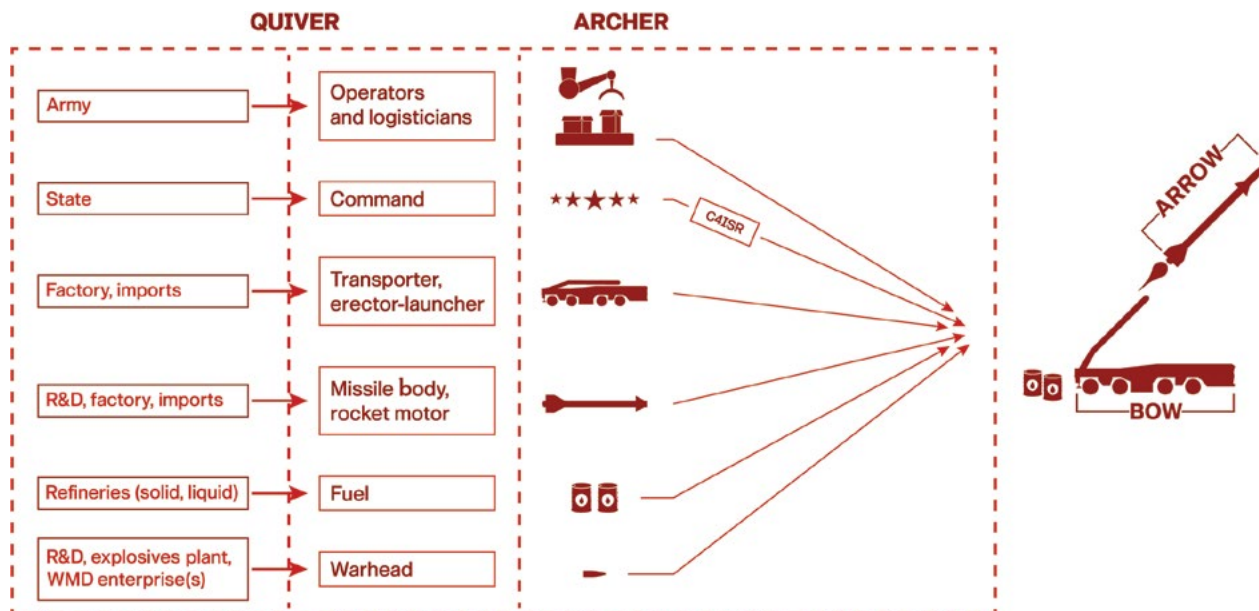 QUIVER
ARCHER
Army
Operators
and logisticians
State
Command
C4ISR
Factory, imports
Transporter,
erector-launcher
R&D, factory, imports
Missile body,
rocket motor
Refineries (solid, liquid)
Fuel
R&D, explosives plant,
WMD enterprise(s)
Warhead
ARROW
BOW